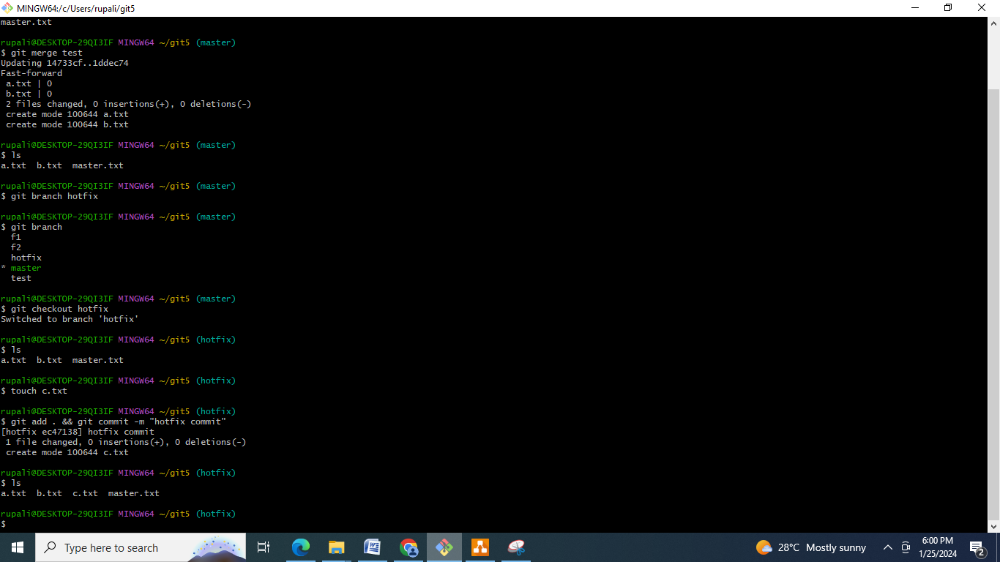 MINGW64:/c/Users/rupali/git5
master.txt
rupali@DESKTOP-29QI3IF MINGW64 ~/git5 (master)
$ git merge test
Updating 14733cf..1ddec74
Fast-forward
 a.txt | 0
 b.txt | 0
 2 files changed, 0 insertions(+), 0 deletions(-)
 create mode 100644 a.txt
 create mode 100644 b.txt
rupali@DESKTOP-29QI3IF MINGW64 ~/git5 (master)
$ ls
a.txt  b.txt  master.txt
rupali@DESKTOP-29QI3IF MINGW64 ~/git5 (master)
$ git branch hotfix
rupali@DESKTOP-29QI3IF MINGW64 ~/git5 (master)
$ git branch
  f1
  f2
  hotfix
* master
  test
rupali@DESKTOP-29QI3IF MINGW64 ~/git5 (master)
$ git checkout hotfix
Switched to branch 'hotfix'
rupali@DESKTOP-29QI3IF MINGW64 ~/git5 (hotfix)
$ ls
a.txt  b.txt  master.txt
rupali@DESKTOP-29QI3IF MINGW64 ~/git5 (hotfix)
$ touch c.txt
rupali@DESKTOP-29QI3IF MINGW64 ~/git5 (hotfix)
$ git add . && git commit -m "hotfix commit"
[hotfix ec47138] hotfix commit
 1 file changed, 0 insertions(+), 0 deletions(-)
 create mode 100644 c.txt
rupali@DESKTOP-29QI3IF MINGW64 ~/git5 (hotfix)
$ ls
a.txt  b.txt  c.txt  master.txt
rupali@DESKTOP-29QI3IF MINGW64 ~/git5 (hotfix)
$
Type here to search
28°C Mostly sunny
6:00 PM
1/25/2024
2